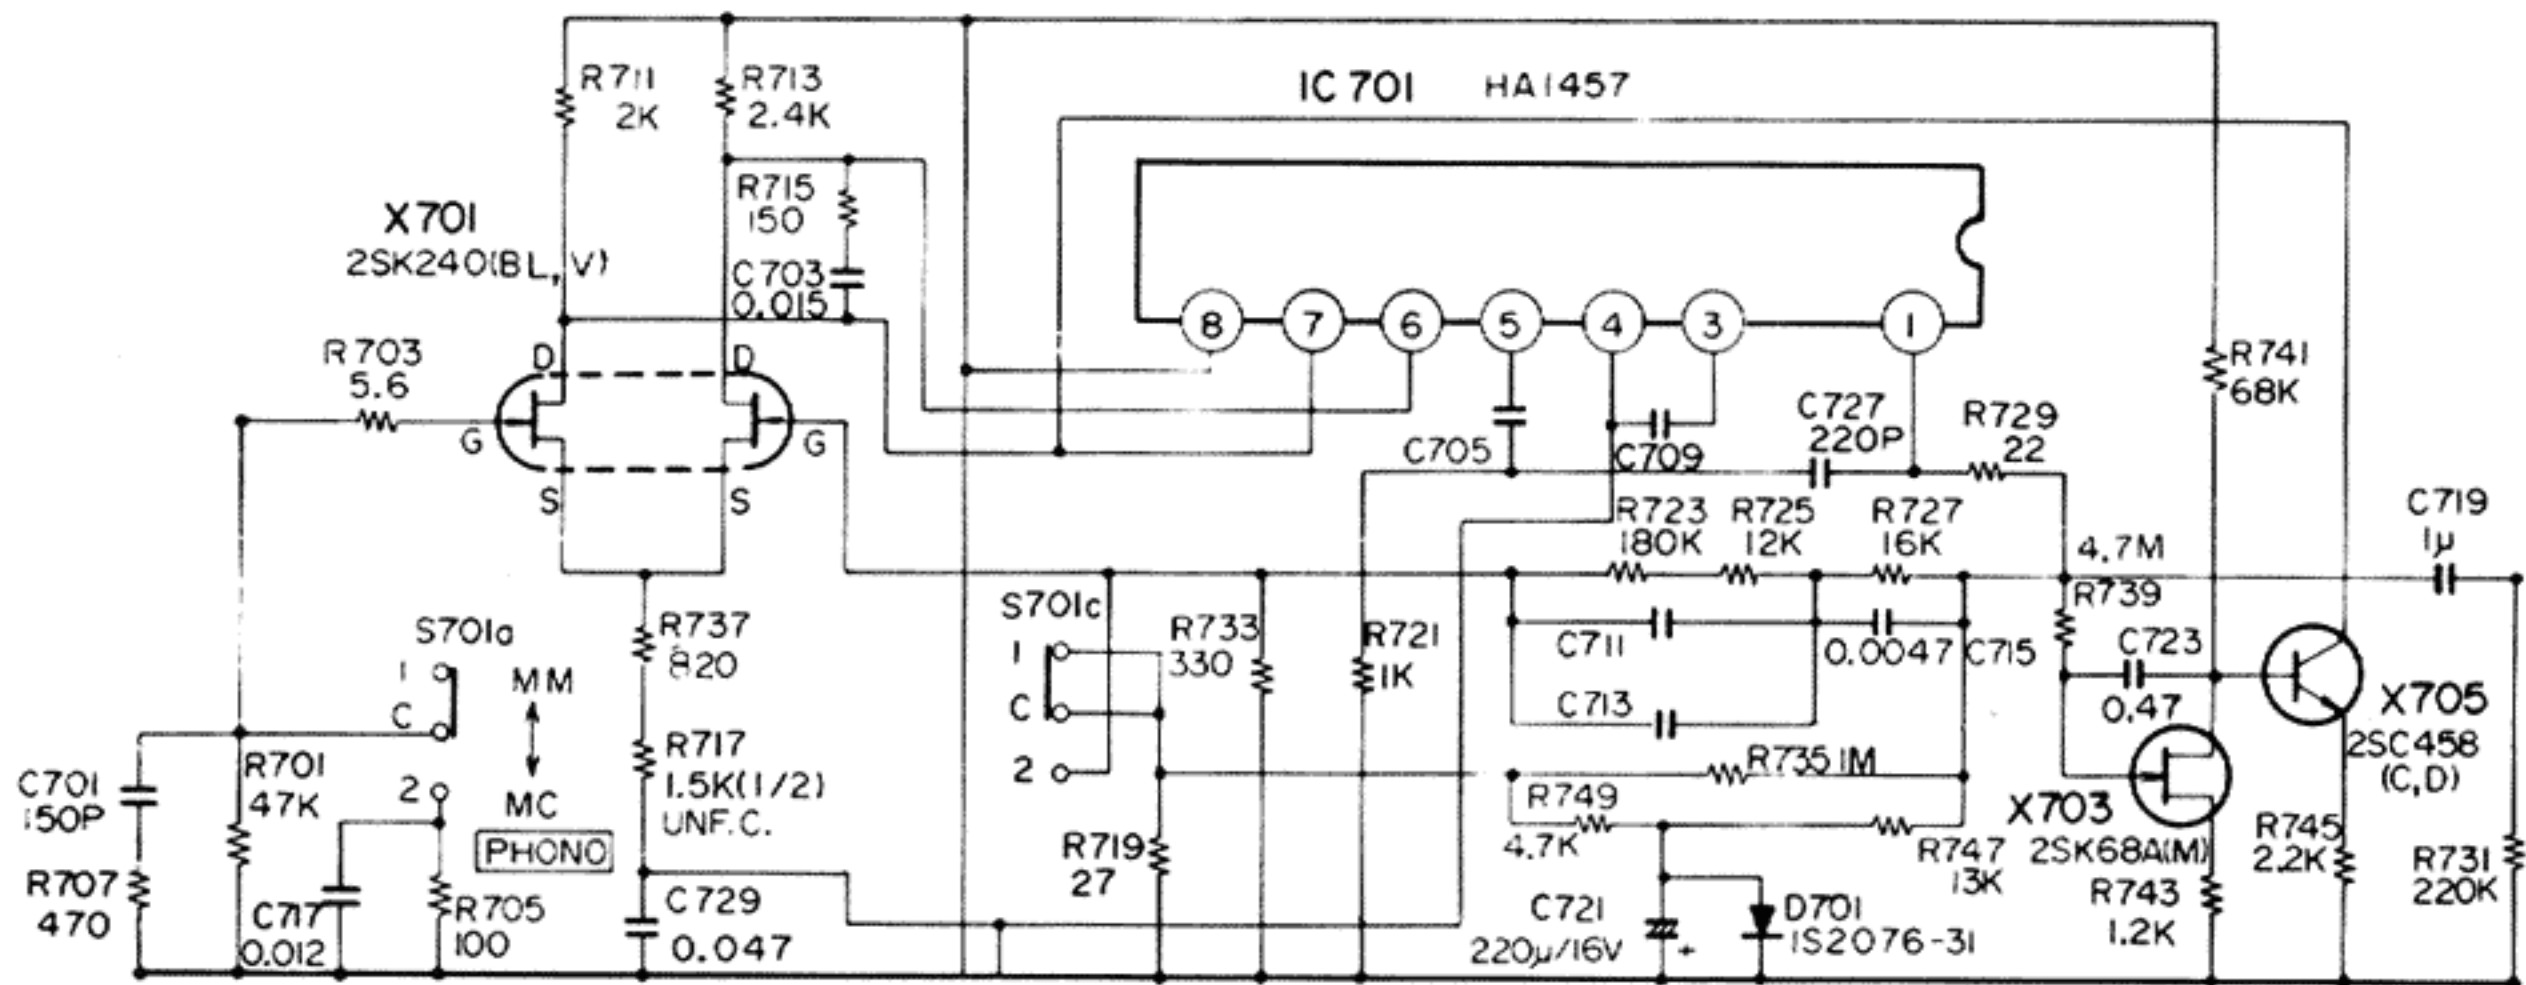 R711
2K
R713
2.4K
IC 701 HA1457
X701
2SK240(BL, V)
R715
150
C703
0.015
R703
5.6
D
D
G
G
S
S
8
7
6
5
4
3
1
C705
C709
C727
220P
R729
22
R741
68K
R723
180K
R725
12K
R727
16K
4.7M
R739
C719
1µ
S701a
1
C
2
MM
MC
PHONO
R737
820
R717
1.5K(1/2)
UNF.C.
S701c
1
C
2
R733
330
R721
1K
C711
C713
0.0047
C715
C723
0.47
X705
2SC458
(C,D)
X703
2SK68A(M)
R735 1M
R749
4.7K
R747
13K
C701
150P
R707
470
R701
47K
C717
0.012
R705
100
C729
0.047
R719
27
C721
220µ/16V
+
D701
1S2076-31
R743
1.2K
R745
2.2K
R731
220K